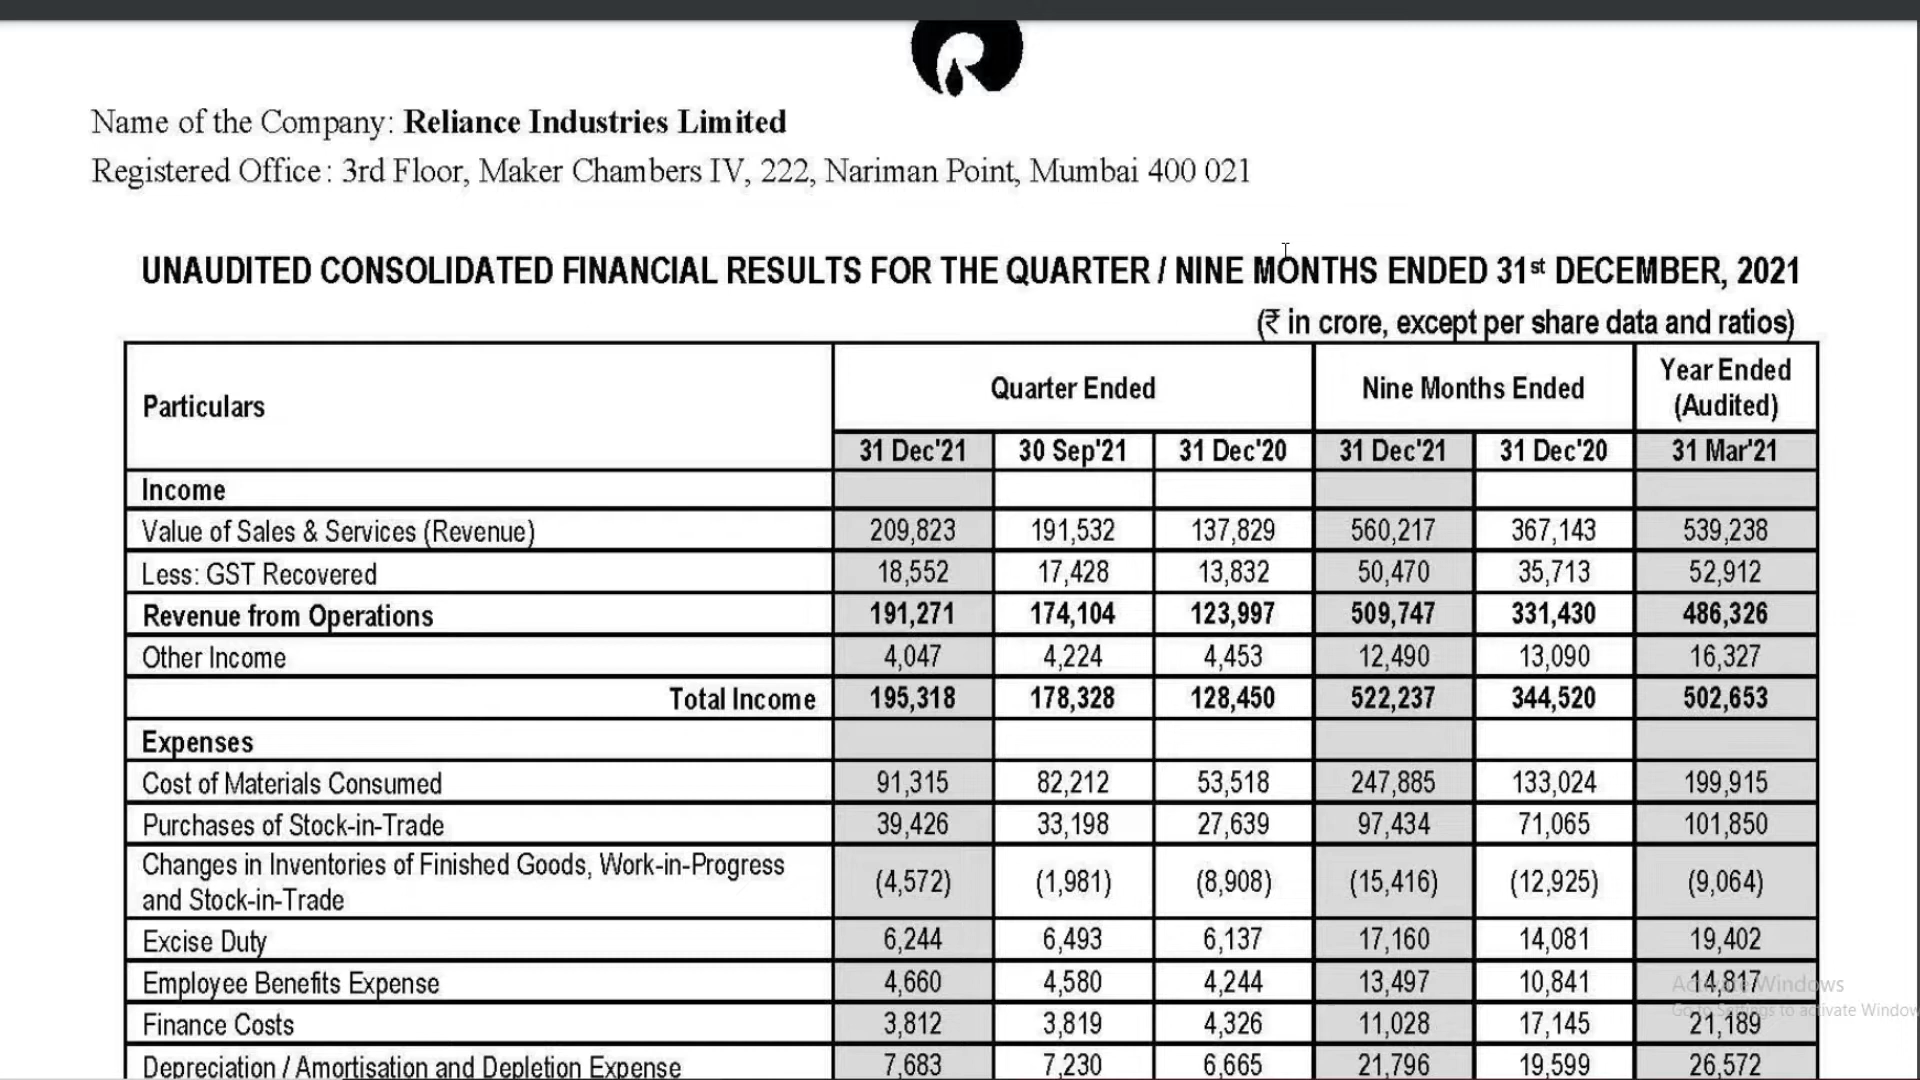 Name of the Company: Reliance Industries Limited
Registered Office: 3rd Floor, Maker Chambers IV, 222, Nariman Point, Mumbai 400 021
UNAUDITED CONSOLIDATED FINANCIAL RESULTS FOR THE QUARTER / NINE MONTHS ENDED 31st DECEMBER, 2021
(₹ in crore, except per share data and ratios)
Particulars Quarter Ended Nine Months Ended Year Ended (Audited)
31 Dec'21 30 Sep'21 31 Dec'20 31 Dec'21 31 Dec'20 31 Mar'21
Income
Value of Sales & Services (Revenue) 209,823 191,532 137,829 560,217 367,143 539,238
Less: GST Recovered 18,552 17,428 13,832 50,470 35,713 52,912
Revenue from Operations 191,271 174,104 123,997 509,747 331,430 486,326
Other Income 4,047 4,224 4,453 12,490 13,090 16,327
Total Income 195,318 178,328 128,450 522,237 344,520 502,653
Expenses
Cost of Materials Consumed 91,315 82,212 53,518 247,885 133,024 199,915
Purchases of Stock-in-Trade 39,426 33,198 27,639 97,434 71,065 101,850
Changes in Inventories of Finished Goods, Work-in-Progress
and Stock-in-Trade (4,572) (1,981) (8,908) (15,416) (12,925) (9,064)
Excise Duty 6,244 6,493 6,137 17,160 14,081 19,402
Employee Benefits Expense 4,660 4,580 4,244 13,497 10,841 14,817
Finance Costs 3,812 3,819 4,326 11,028 17,145 21,189
Depreciation / Amortisation and Depletion Expense 7,683 7,230 6,665 21,796 19,599 26,572
Activate Windows
Go to Settings to activate Window